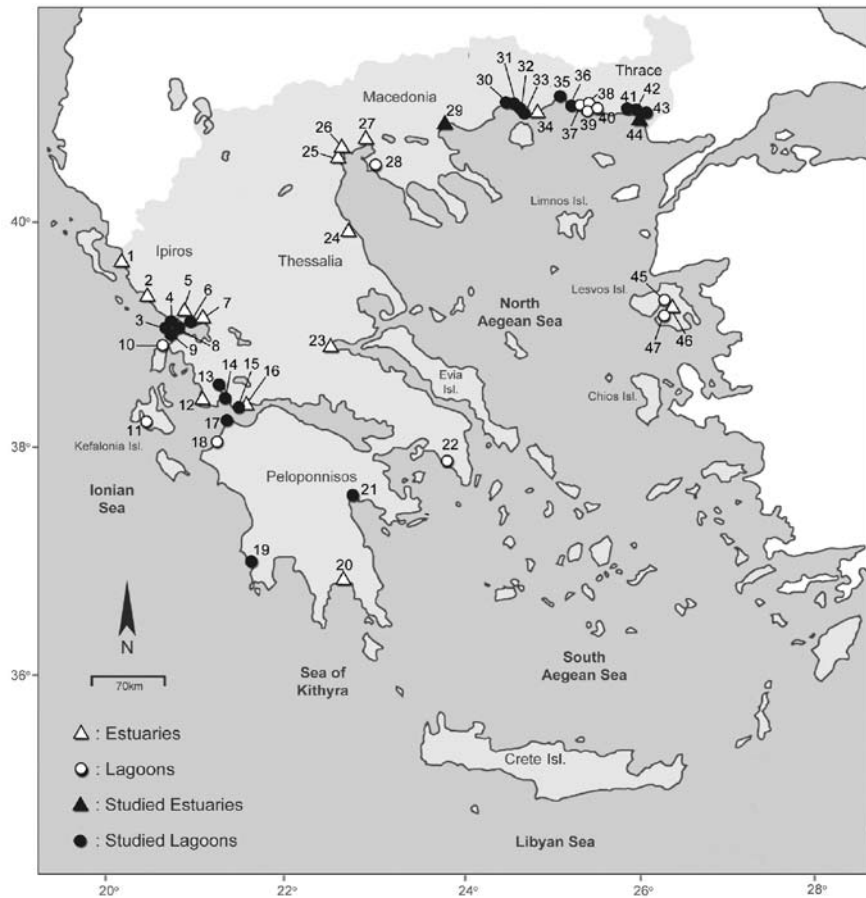 31
32
30
33
35
36
Thrace
38
42
41
43
Macedonia
29
34
37
39
40
44
27
26
25
28
40°
Limnos Isl.
1
Ipiros
24
Thessalia
45
2
5
4
6
7
North
Aegean Sea
Lesvos Isl.
3
8
10
9
23
47
46
Evia
Isl.
13
14
15
16
12
Chios Isl.
11
17
18
38°
Kefalonia Isl.
22
Peloponnisos
21
Ionian
Sea
19
20
N
36°
70km
Sea of
Kithyra
South
Aegean Sea
: Estuaries
: Lagoons
Crete Isl.
: Studied Estuaries
: Studied Lagoons
Libyan Sea
20°
22°
24°
26°
28°